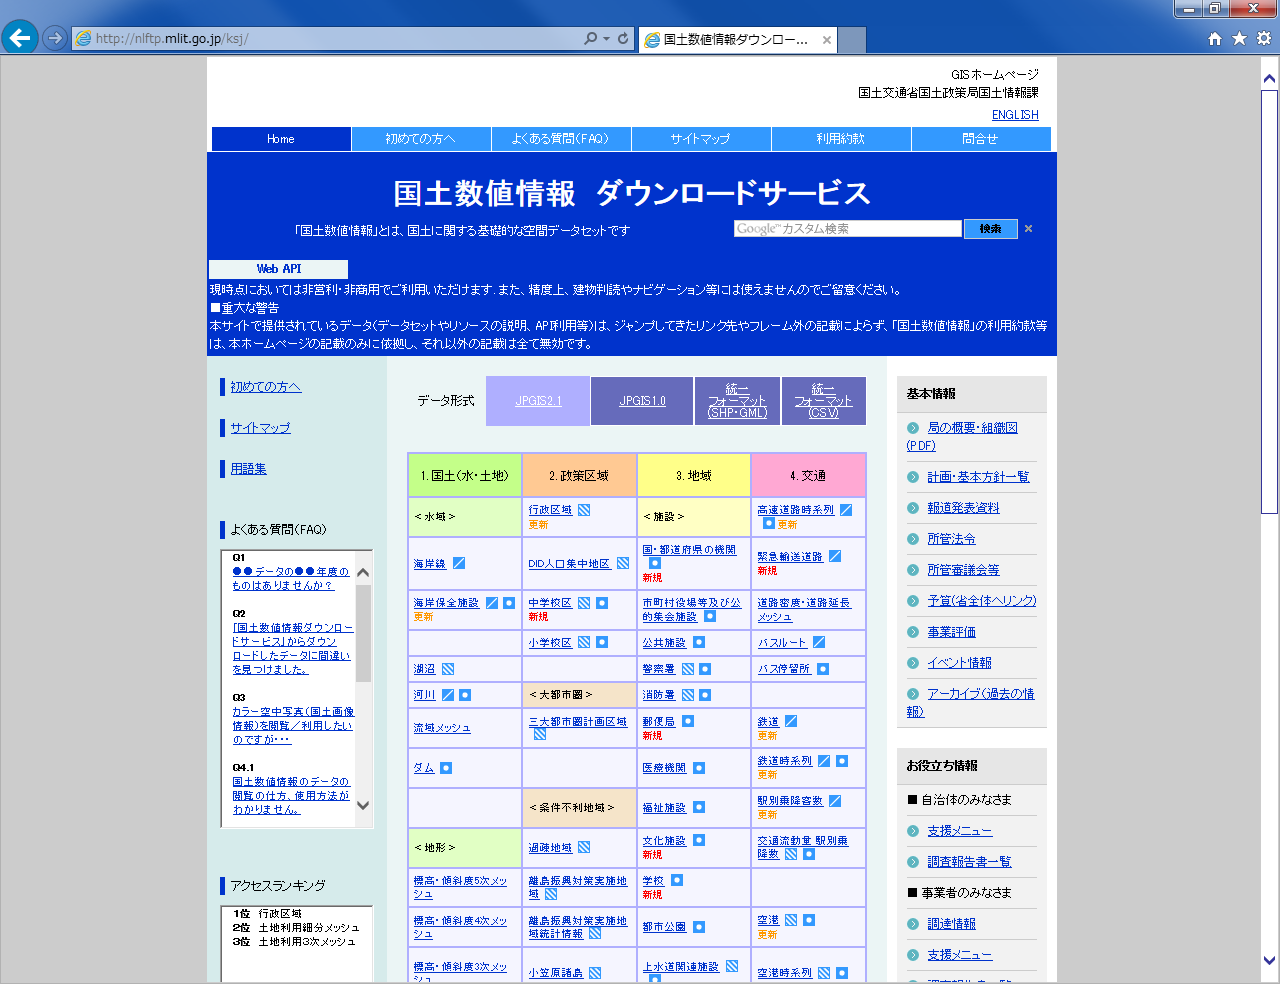 http://nlftp.mlit.go.jp/ksj/
国土数値情報ダウンロー...
GISホームページ
国土交通省国土政策局国土情報課
ENGLISH
Home
初めての方へ
よくある質問(FAQ)
サイトマップ
利用約款
問合せ
国土数値情報 ダウンロードサービス
「国土数値情報」とは、国土に関する基礎的な空間データセットです
Google™ カスタム検索
検索
×
Web API
現時点においては非営利・非商用でご利用いただけます.また、精度上、建物判読やナビゲーション等には使えませんのでご留意ください。
■重大な警告
本サイトで提供されているデータ(データセットやリソースの説明、API利用等)は、ジャンプしてきたリンク先やフレーム外の記載によらず、「国土数値情報」の利用約款等
は、本ホームページの記載のみに依拠し、それ以外の記載は全て無効です。
初めての方へ
サイトマップ
用語集
よくある質問(FAQ)
Q1
●●データの●●年度の
ものはありませんか？
Q2
「国土数値情報ダウンロー
ドサービス」からダウン
ロードしたデータに間違い
を見つけました。
Q3
カラー空中写真(国土画像
情報)を閲覧／利用したい
のですが・・・
Q4.1
国土数値情報のデータの
閲覧の仕方、使用方法が
わかりません。
アクセスランキング
1位 行政区域
2位 土地利用細分メッシュ
3位 土地利用3次メッシュ
データ形式
JPGIS2.1
JPGIS1.0
統一
フォーマット
(SHP・GML)
統一
フォーマット
(CSV)
1.国土(水・土地)
2.政策区域
3.地域
4.交通
＜水域＞
行政区域
更新
＜施設＞
高速道路時系列
更新
海岸線
DID人口集中地区
国・都道府県の機関
新規
緊急輸送道路
新規
海岸保全施設
更新
中学校区
新規
市町村役場等及び公
的集会施設
道路密度・道路延長
メッシュ
小学校区
公共施設
バスルート
湖沼
警察署
バス停留所
河川
＜大都市圏＞
消防署
流域メッシュ
三大都市圏計画区域
郵便局
新規
鉄道
更新
ダム
医療機関
鉄道時系列
更新
＜条件不利地域＞
福祉施設
駅別乗降客数
更新
＜地形＞
過疎地域
文化施設
新規
交通流動量 駅別乗
降数
標高・傾斜度5次メッ
シュ
離島振興対策実施地
域
学校
新規
標高・傾斜度4次メッ
シュ
離島振興対策実施地
域統計情報
都市公園
空港
更新
標高・傾斜度3次メッ
シュ
小笠原諸島
上水道関連施設
空港時系列
基本情報
局の概要・組織図
(PDF)
計画・基本方針一覧
報道発表資料
所管法令
所管審議会等
予算(省全体へリンク)
事業評価
イベント情報
アーカイブ(過去の情
報)
お役立ち情報
■ 自治体のみなさま
支援メニュー
調査報告書一覧
■ 事業者のみなさま
調達情報
支援メニュー